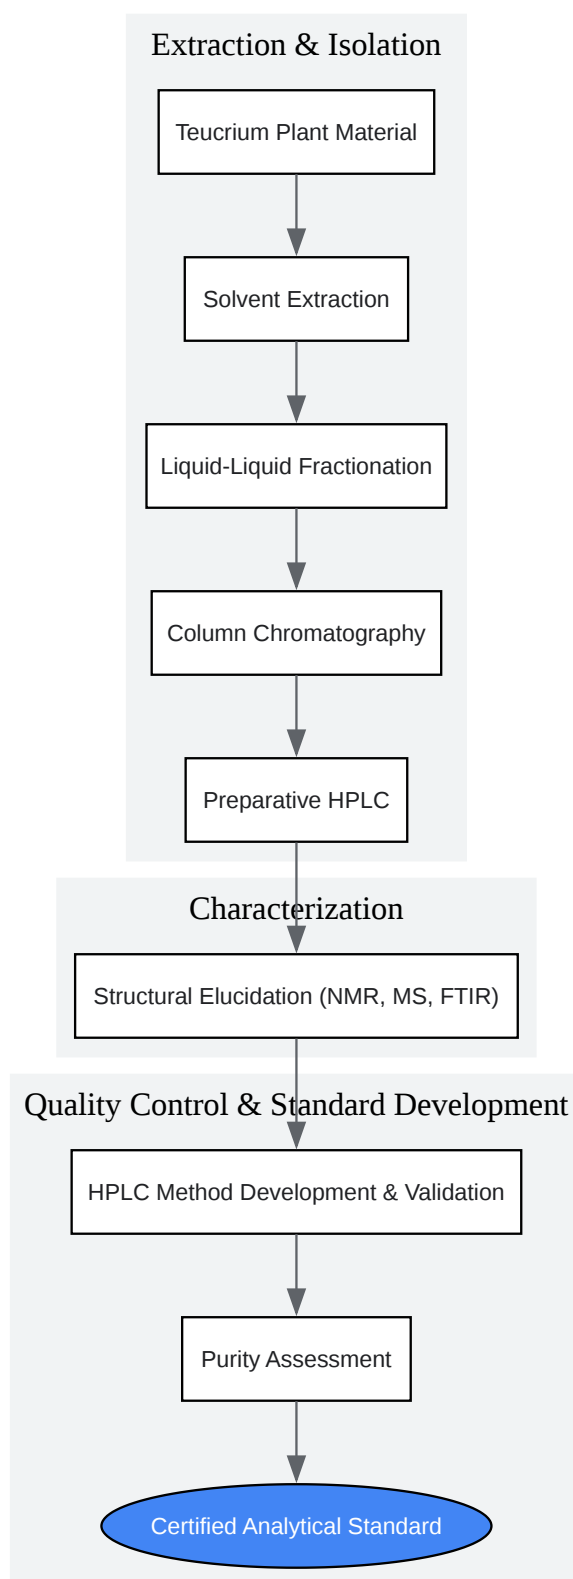 Extraction & Isolation
Teucrium Plant Material
Solvent Extraction
Liquid-Liquid Fractionation
Column Chromatography
Preparative HPLC
Characterization
Structural Elucidation (NMR, MS, FTIR)
Quality Control & Standard Development
HPLC Method Development & Validation
Purity Assessment
Certified Analytical Standard